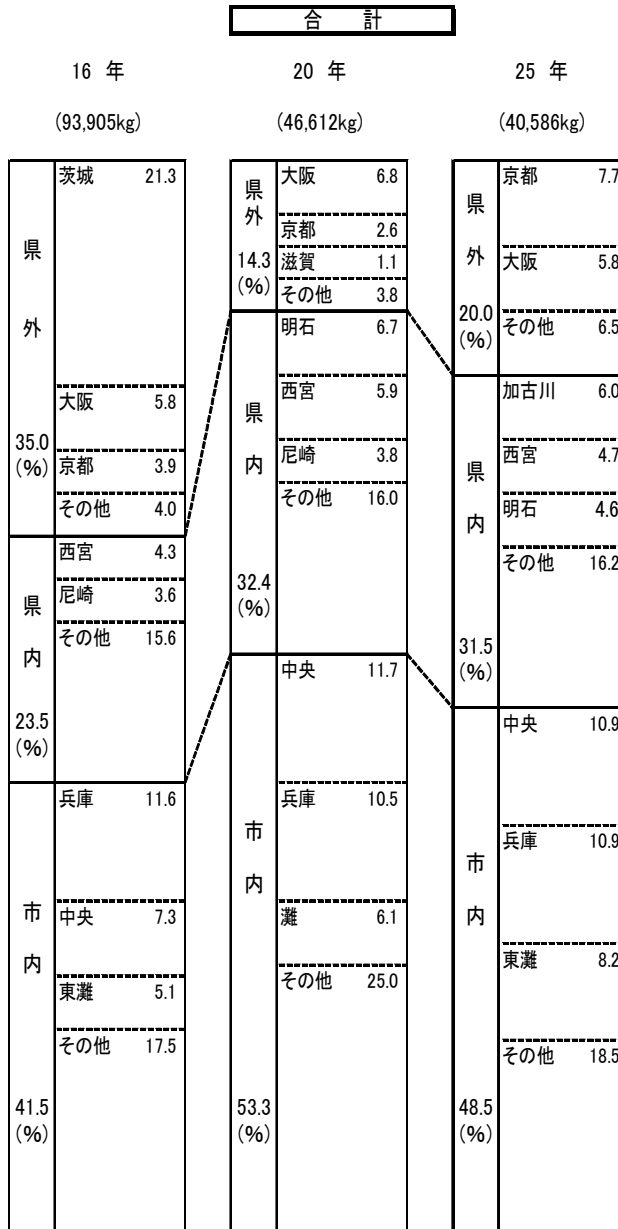 合 計
16 年
(93,905kg)
県外
35.0
(%)
茨城 21.3
大阪 5.8
京都 3.9
その他 4.0
県内
23.5
(%)
西宮 4.3
尼崎 3.6
その他 15.6
市内
41.5
(%)
兵庫 11.6
中央 7.3
東灘 5.1
その他 17.5
20 年
(46,612kg)
県外
14.3
(%)
大阪 6.8
京都 2.6
滋賀 1.1
その他 3.8
県内
32.4
(%)
明石 6.7
西宮 5.9
尼崎 3.8
その他 16.0
市内
53.3
(%)
中央 11.7
兵庫 10.5
灘 6.1
その他 25.0
25 年
(40,586kg)
県外
20.0
(%)
京都 7.7
大阪 5.8
その他 6.5
県内
31.5
(%)
加古川 6.0
西宮 4.7
明石 4.6
その他 16.2
市内
48.5
(%)
中央 10.9
兵庫 10.9
東灘 8.2
その他 18.5